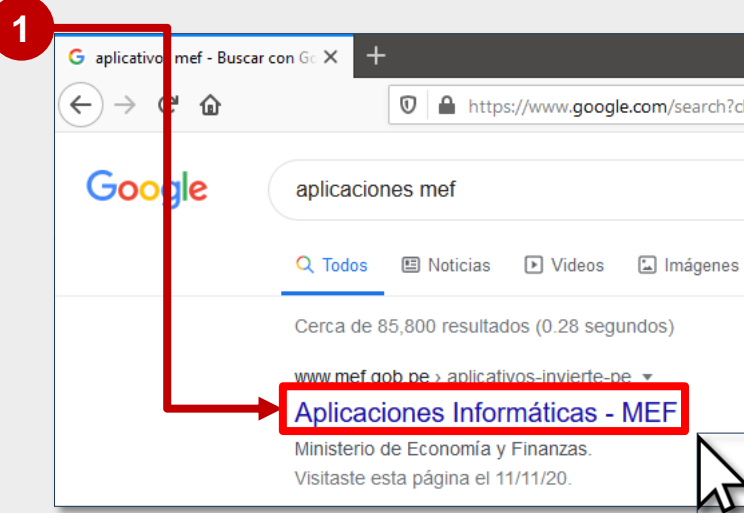 1
aplicativos mef - Buscar con Go
https://www.google.com/search?cl
Google
aplicaciones mef
Todos Noticias Videos Imágenes
Cerca de 85,800 resultados (0.28 segundos)
www.mef.gob.pe › aplicativos-invierte-pe
Aplicaciones Informáticas - MEF
Ministerio de Economía y Finanzas.
Visitaste esta página el 11/11/20.